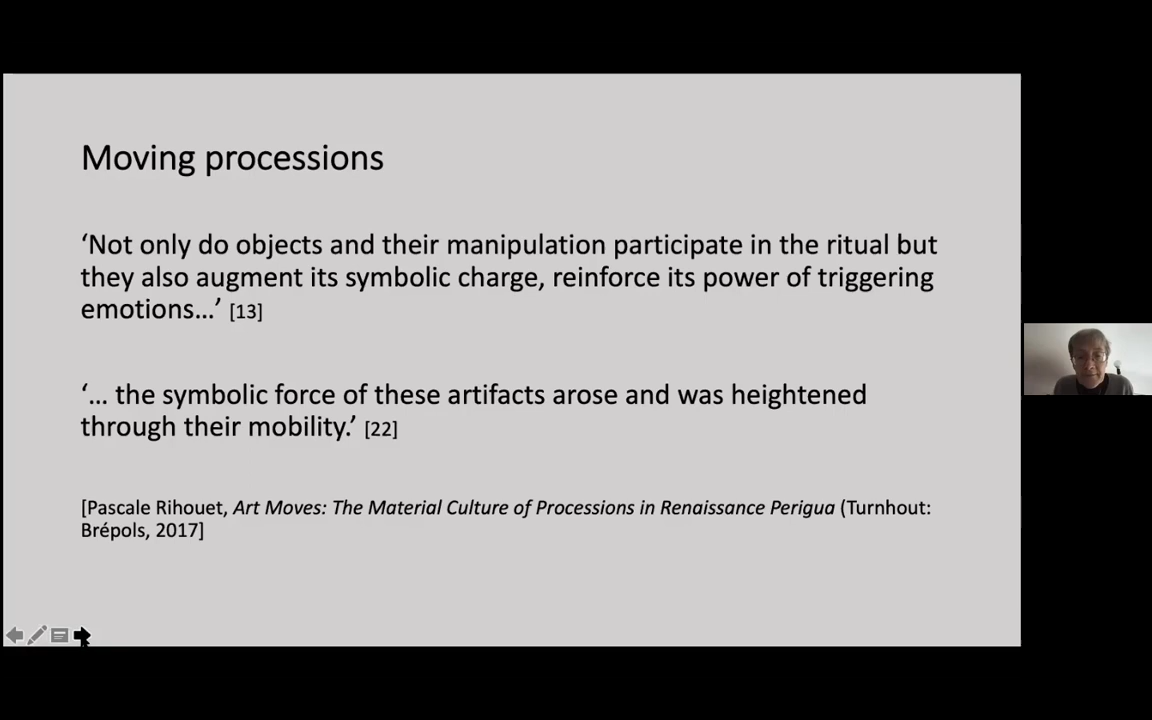 Moving processions
‘Not only do objects and their manipulation participate in the ritual but
they also augment its symbolic charge, reinforce its power of triggering
emotions…’ [13]
‘… the symbolic force of these artifacts arose and was heightened
through their mobility.’ [22]
[Pascale Rihouet, Art Moves: The Material Culture of Processions in Renaissance Perigua (Turnhout:
Brépols, 2017]